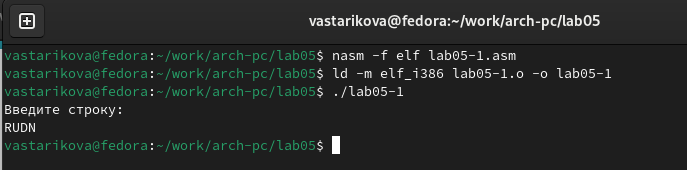 vastarikova@fedora:~/work/arch-pc/lab05
vastarikova@fedora:~/work/arch-pc/lab05$ nasm -f elf lab05-1.asm
vastarikova@fedora:~/work/arch-pc/lab05$ ld -m elf_i386 lab05-1.o -o lab05-1
vastarikova@fedora:~/work/arch-pc/lab05$ ./lab05-1
Введите строку:
RUDN
vastarikova@fedora:~/work/arch-pc/lab05$